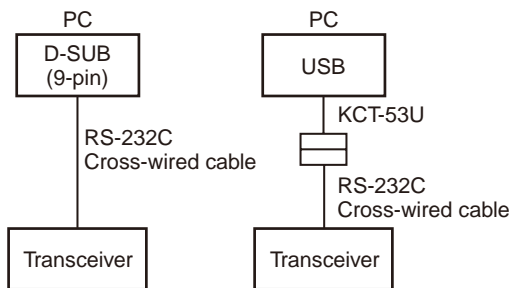 PC
D-SUB
(9-pin)
RS-232C
Cross-wired cable
Transceiver
PC
USB
KCT-53U
RS-232C
Cross-wired cable
Transceiver